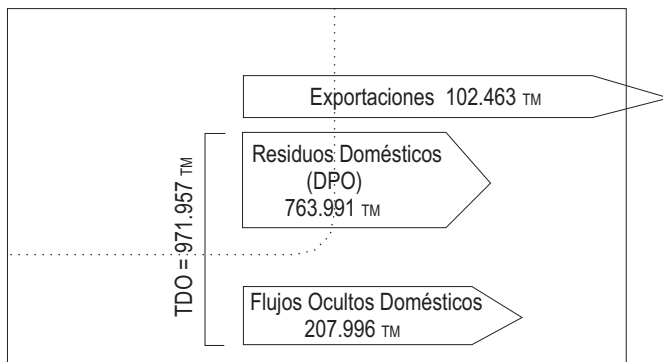 Exportaciones 102.463 TM
Residuos Domésticos
(DPO)
763.991 TM
TDO = 971.957 TM
Flujos Ocultos Domésticos
207.996 TM